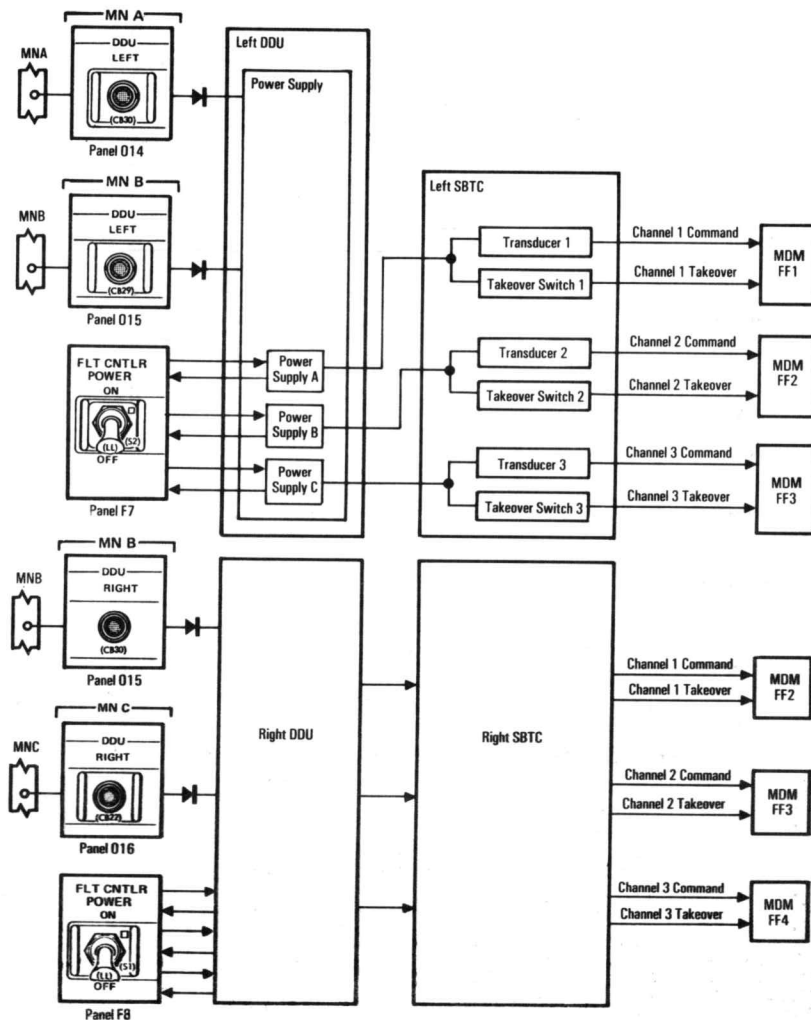 MN A
MNA
DDU
LEFT
(CB30)
Panel O14
MN B
MNB
DDU
LEFT
(CB29)
Panel O15
FLT CNTLR
POWER
ON
(S2)
(LL)
OFF
Panel F7
Left DDU
Power Supply
Power
Supply A
Power
Supply B
Power
Supply C
Left SBTC
Transducer 1
Takeover Switch 1
Transducer 2
Takeover Switch 2
Transducer 3
Takeover Switch 3
Channel 1 Command
Channel 1 Takeover
MDM
FF1
Channel 2 Command
Channel 2 Takeover
MDM
FF2
Channel 3 Command
Channel 3 Takeover
MDM
FF3
MN B
MNB
DDU
RIGHT
(CB30)
Panel O15
MN C
MNC
DDU
RIGHT
(CB27)
Panel O16
FLT CNTLR
POWER
ON
(S1)
(LL)
OFF
Panel F8
Right DDU
Right SBTC
Channel 1 Command
Channel 1 Takeover
MDM
FF2
Channel 2 Command
Channel 2 Takeover
MDM
FF3
Channel 3 Command
Channel 3 Takeover
MDM
FF4